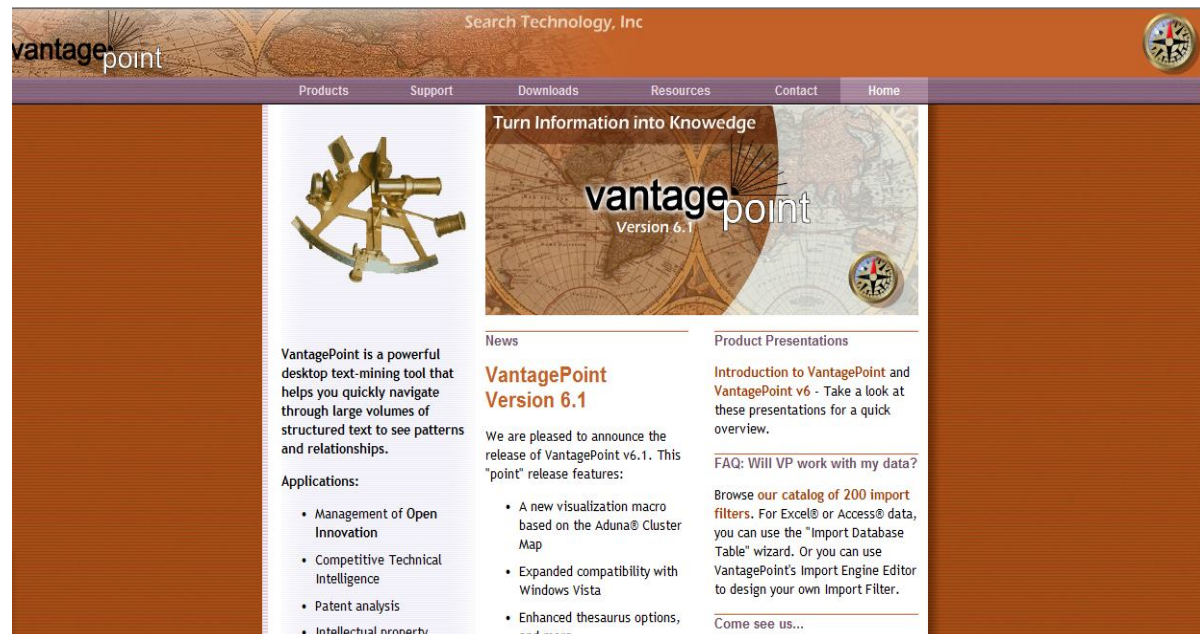 Search Technology, Inc
vantagepoint
Products Support Downloads Resources Contact Home
Turn Information into Knowedge
vantagepoint
Version 6.1
VantagePoint is a powerful
desktop text-mining tool that
helps you quickly navigate
through large volumes of
structured text to see patterns
and relationships.
Applications:
• Management of Open
Innovation
• Competitive Technical
Intelligence
• Patent analysis
• Intellectual property
News
VantagePoint
Version 6.1
We are pleased to announce the
release of VantagePoint v6.1. This
"point" release features:
• A new visualization macro
based on the Aduna® Cluster
Map
• Expanded compatibility with
Windows Vista
• Enhanced thesaurus options,
and more
Product Presentations
Introduction to VantagePoint and
VantagePoint v6 - Take a look at
these presentations for a quick
overview.
FAQ: Will VP work with my data?
Browse our catalog of 200 import
filters. For Excel® or Access® data,
you can use the "Import Database
Table" wizard. Or you can use
VantagePoint's Import Engine Editor
to design your own Import Filter.
Come see us...